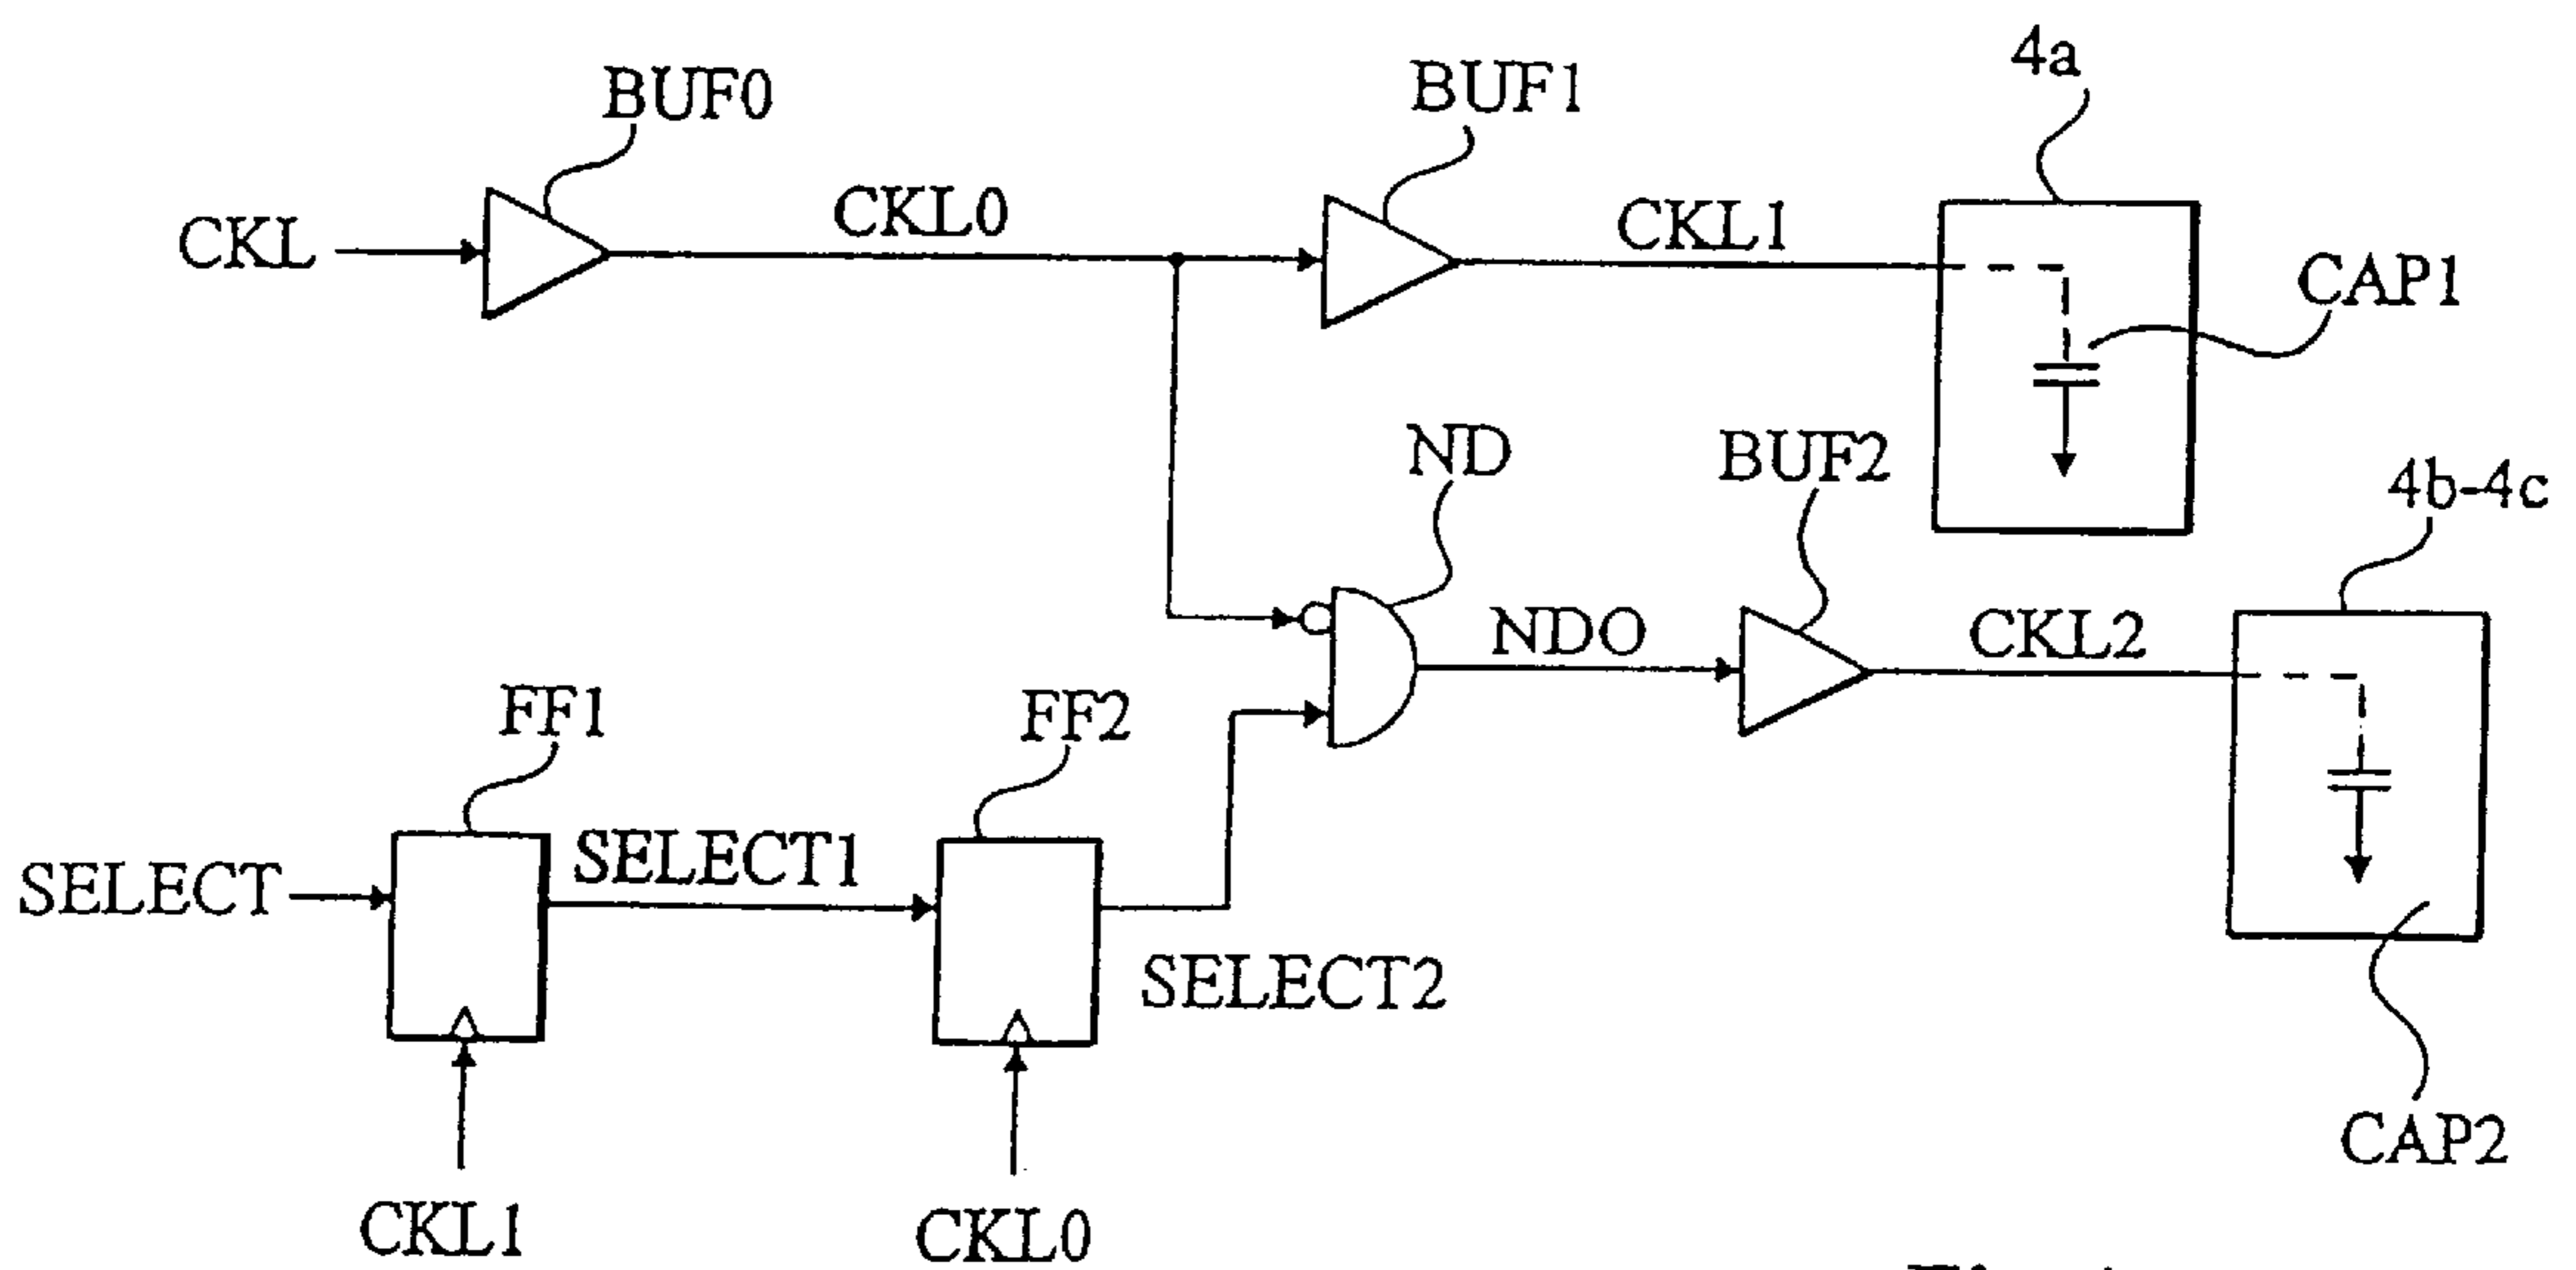 4a
BUF0
BUF1
CKL
CKL0
CKL1
CAP1
ND
BUF2
4b-4c
NDO
CKL2
FF1
FF2
SELECT
SELECT1
SELECT2
CAP2
CKL1
CKL0